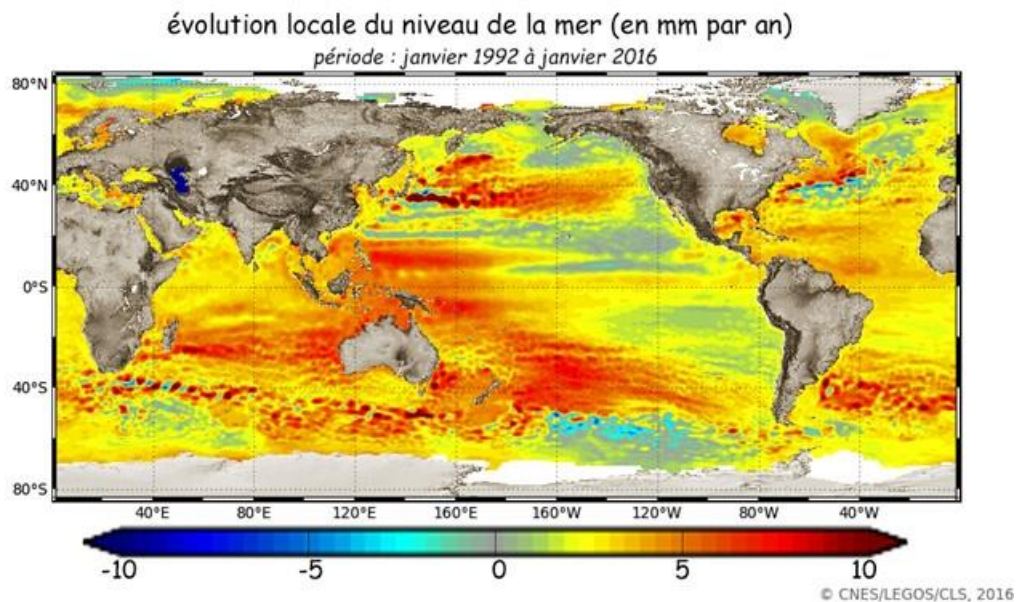 évolution locale du niveau de la mer (en mm par an)
période : janvier 1992 à janvier 2016
80°N
40°N
0°S
40°S
80°S
40°E 80°E 120°E 160°E 160°W 120°W 80°W 40°W
-10 -5 0 5 10
© CNES/LEGOS/CLS, 2016